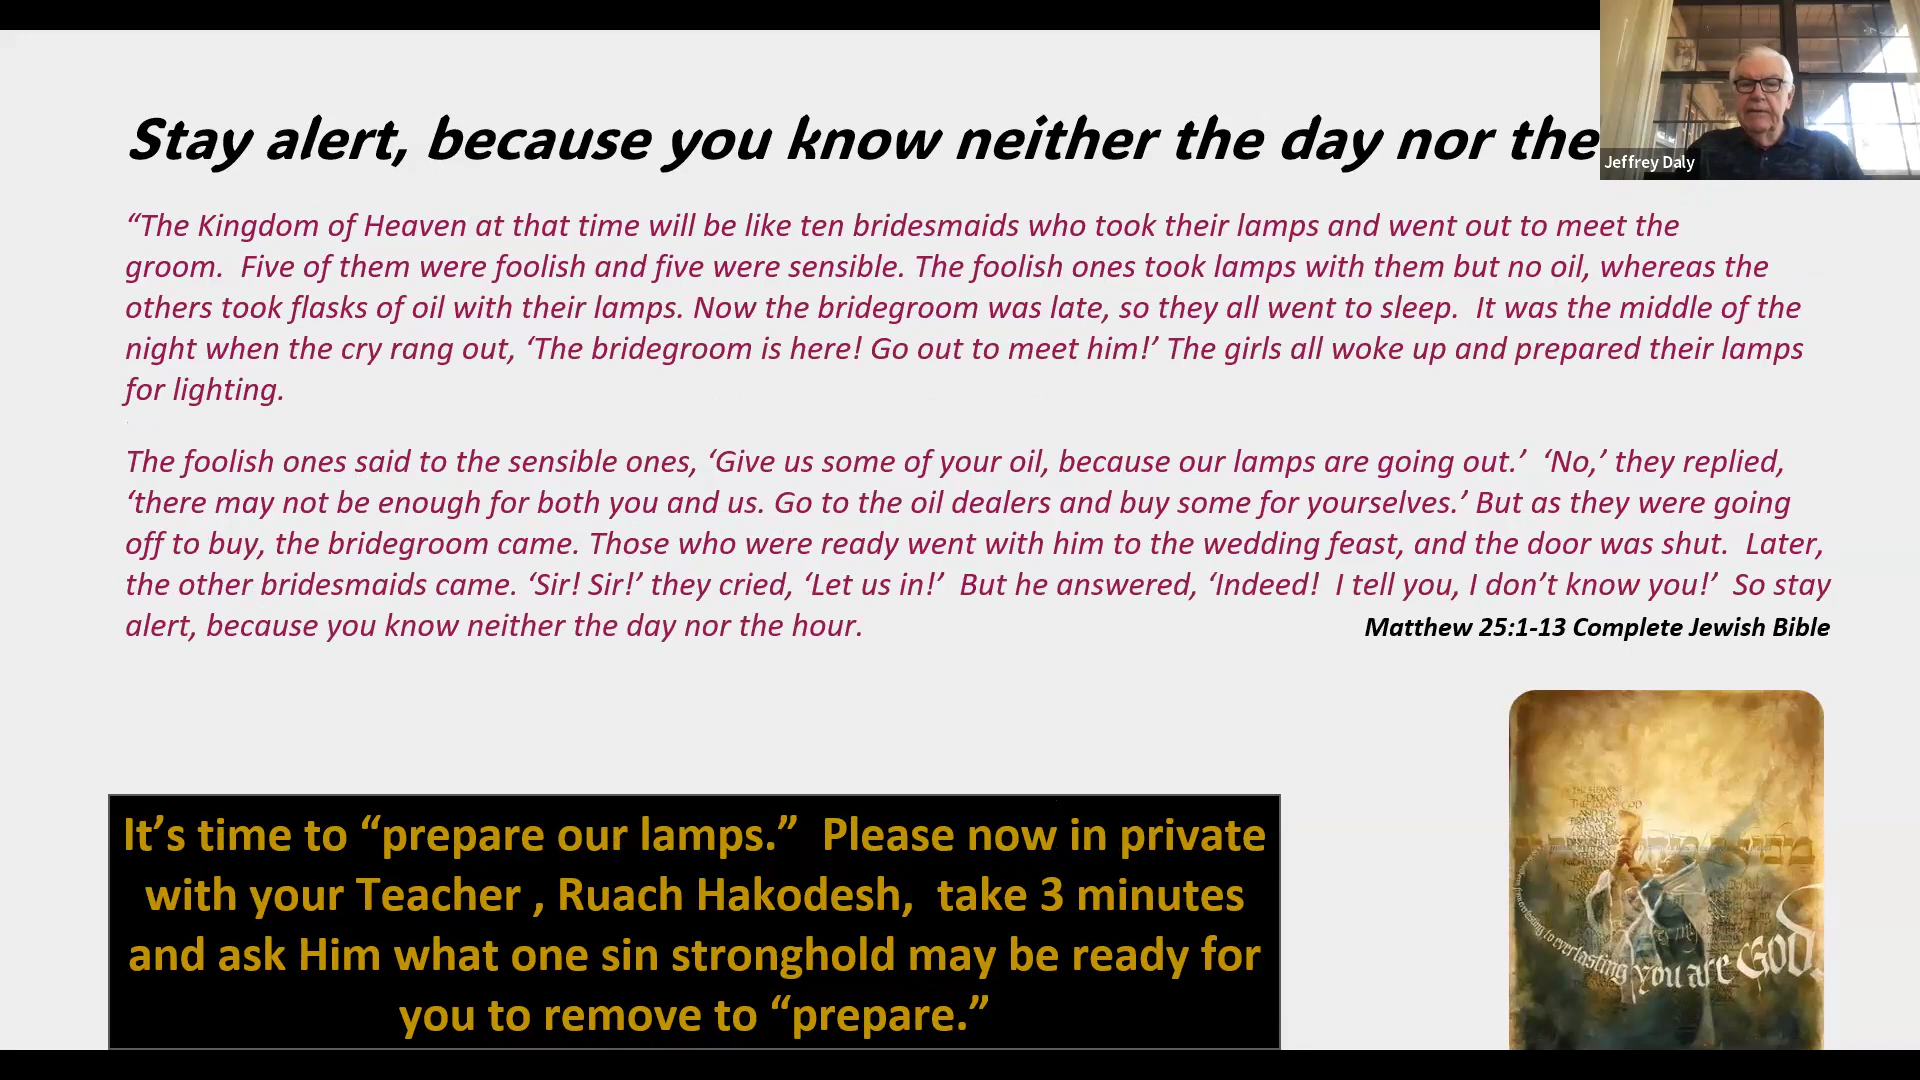 Stay alert, because you know neither the day nor the
Jeffrey Daly
“The Kingdom of Heaven at that time will be like ten bridesmaids who took their lamps and went out to meet the
groom.  Five of them were foolish and five were sensible. The foolish ones took lamps with them but no oil, whereas the
others took flasks of oil with their lamps. Now the bridegroom was late, so they all went to sleep.  It was the middle of the
night when the cry rang out, ‘The bridegroom is here! Go out to meet him!’ The girls all woke up and prepared their lamps
for lighting.
The foolish ones said to the sensible ones, ‘Give us some of your oil, because our lamps are going out.’  ‘No,’ they replied,
‘there may not be enough for both you and us. Go to the oil dealers and buy some for yourselves.’ But as they were going
off to buy, the bridegroom came. Those who were ready went with him to the wedding feast, and the door was shut.  Later,
the other bridesmaids came. ‘Sir! Sir!’ they cried, ‘Let us in!’  But he answered, ‘Indeed!  I tell you, I don’t know you!’  So stay
alert, because you know neither the day nor the hour.
Matthew 25:1-13 Complete Jewish Bible
It’s time to “prepare our lamps.”  Please now in private
with your Teacher , Ruach Hakodesh,  take 3 minutes
and ask Him what one sin stronghold may be ready for
you to remove to “prepare.”
THE HEAVENS
DECLARE
THE GLORY OF GOD
everlasting to everlasting you are God